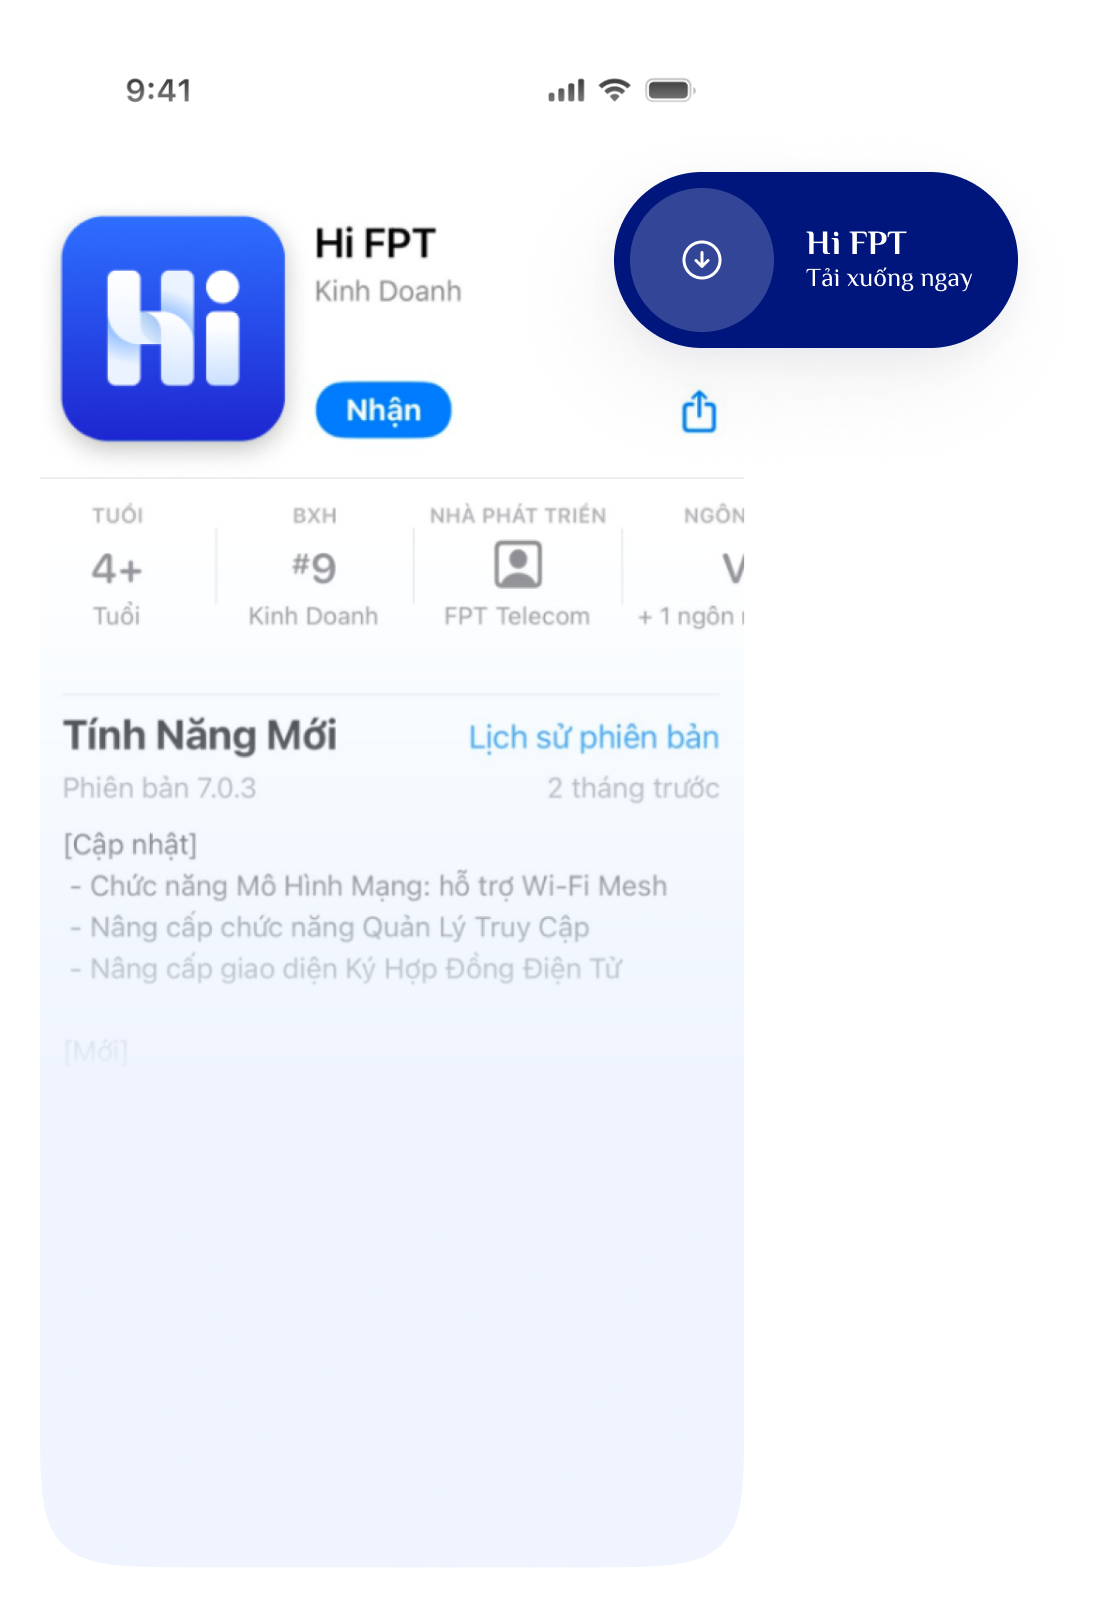 9:41
Hi
Hi FPT
Kinh Doanh
Nhận
Hi FPT
Tải xuống ngay
TUỔI
4+
Tuổi
BXH
#9
Kinh Doanh
NHÀ PHÁT TRIỂN
FPT Telecom
NGÔN
V
+ 1 ngôn
Tính Năng Mới
Lịch sử phiên bản
Phiên bản 7.0.3
2 tháng trước
[Cập nhật]
- Chức năng Mô Hình Mạng: hỗ trợ Wi-Fi Mesh
- Nâng cấp chức năng Quản Lý Truy Cập
- Nâng cấp giao diện Ký Hợp Đồng Điện Tử
[Mới]